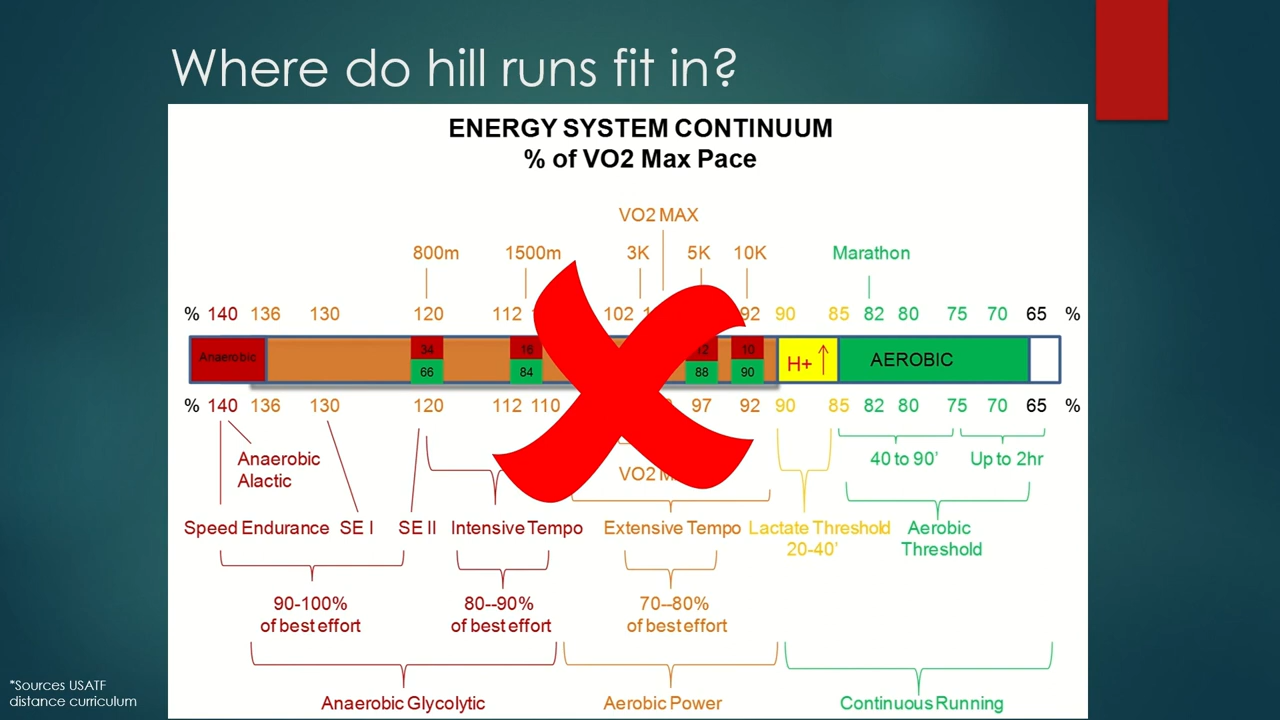 Where do hill runs fit in?
ENERGY SYSTEM CONTINUUM
% of VO2 Max Pace
VO2 MAX
800m 1500m 3K 5K 10K Marathon
% 140 136 130 120 112 102 92 90 85 82 80 75 70 65 %
Anaerobic 34 16 12 10 H+ AEROBIC
66 84 88 90
% 140 136 130 120 112 110 97 92 90 85 82 80 75 70 65 %
Anaerobic
Alactic
40 to 90' Up to 2hr
VO2
Speed Endurance SE I SE II Intensive Tempo Extensive Tempo Lactate Threshold
20-40'
Aerobic
Threshold
90-100%
of best effort
80--90%
of best effort
70--80%
of best effort
Anaerobic Glycolytic Aerobic Power Continuous Running
*Sources USATF
distance curriculum